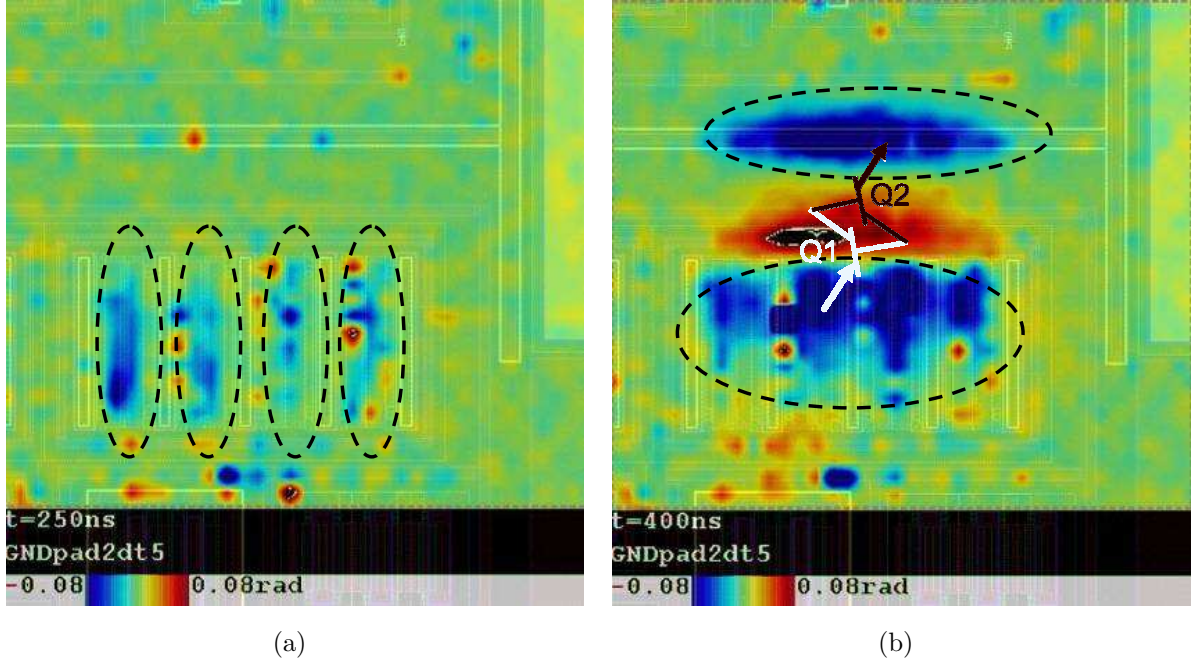 Q2
Q1
t=250ns
GNDpad2dt5
-0.08 0.08rad
t=400ns
GNDpad2dt5
-0.08 0.08rad
(a)
(b)